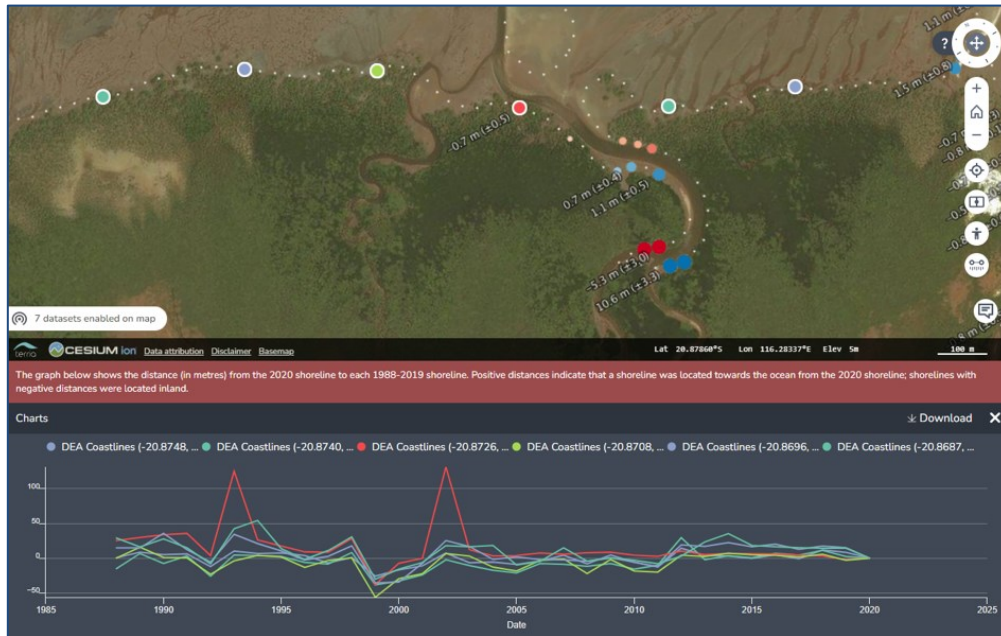 1.1 m (±0.
?
1.5 m (±0.8)
-0.7 m (±0.5)
0.7 m (±0.4)
1.1 m (±0.5)
-5.3 m (±3.0)
10.6 m (±3.3)
7 datasets enabled on map
terria
CESIUM ion Data attribution Disclaimer Basemap
Lat 20.87860°S Lon 116.28337°E Elev 5m
100 m
The graph below shows the distance (in metres) from the 2020 shoreline to each 1988-2019 shoreline. Positive distances indicate that a shoreline was located towards the ocean from the 2020 shoreline; shorelines with
negative distances were located inland.
Charts
Download X
DEA Coastlines (-20.8748, ... DEA Coastlines (-20.8740, ... DEA Coastlines (-20.8726, ... DEA Coastlines (-20.8708, ... DEA Coastlines (-20.8696, ... DEA Coastlines (-20.8687, ...
100
50
0
-50
1985 1990 1995 2000 2005 2010 2015 2020 2025
Date